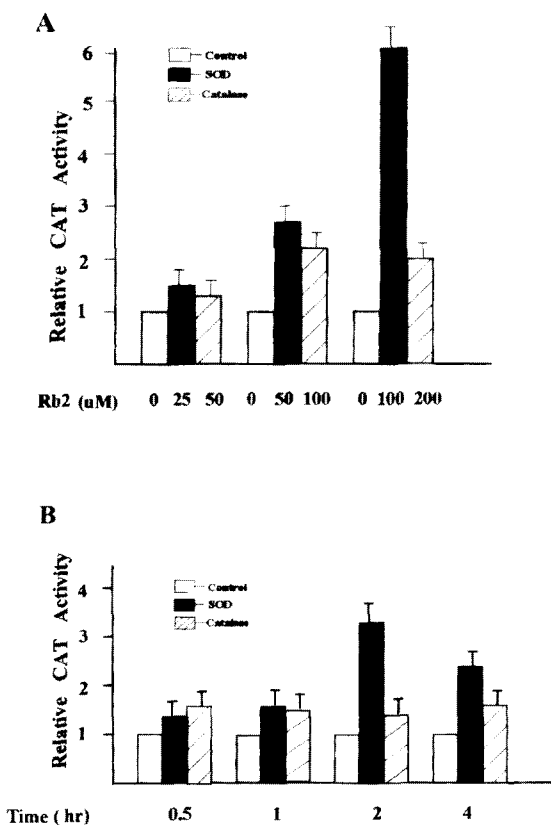 A
Relative CAT Activity
6
5
4
3
2
1
Control
SOD
Catalase
Rb2 (uM) 0 25 50 0 50 100 0 100 200
B
Relative CAT Activity
4
3
2
1
Control
SOD
Catalase
Time ( hr) 0.5 1 2 4